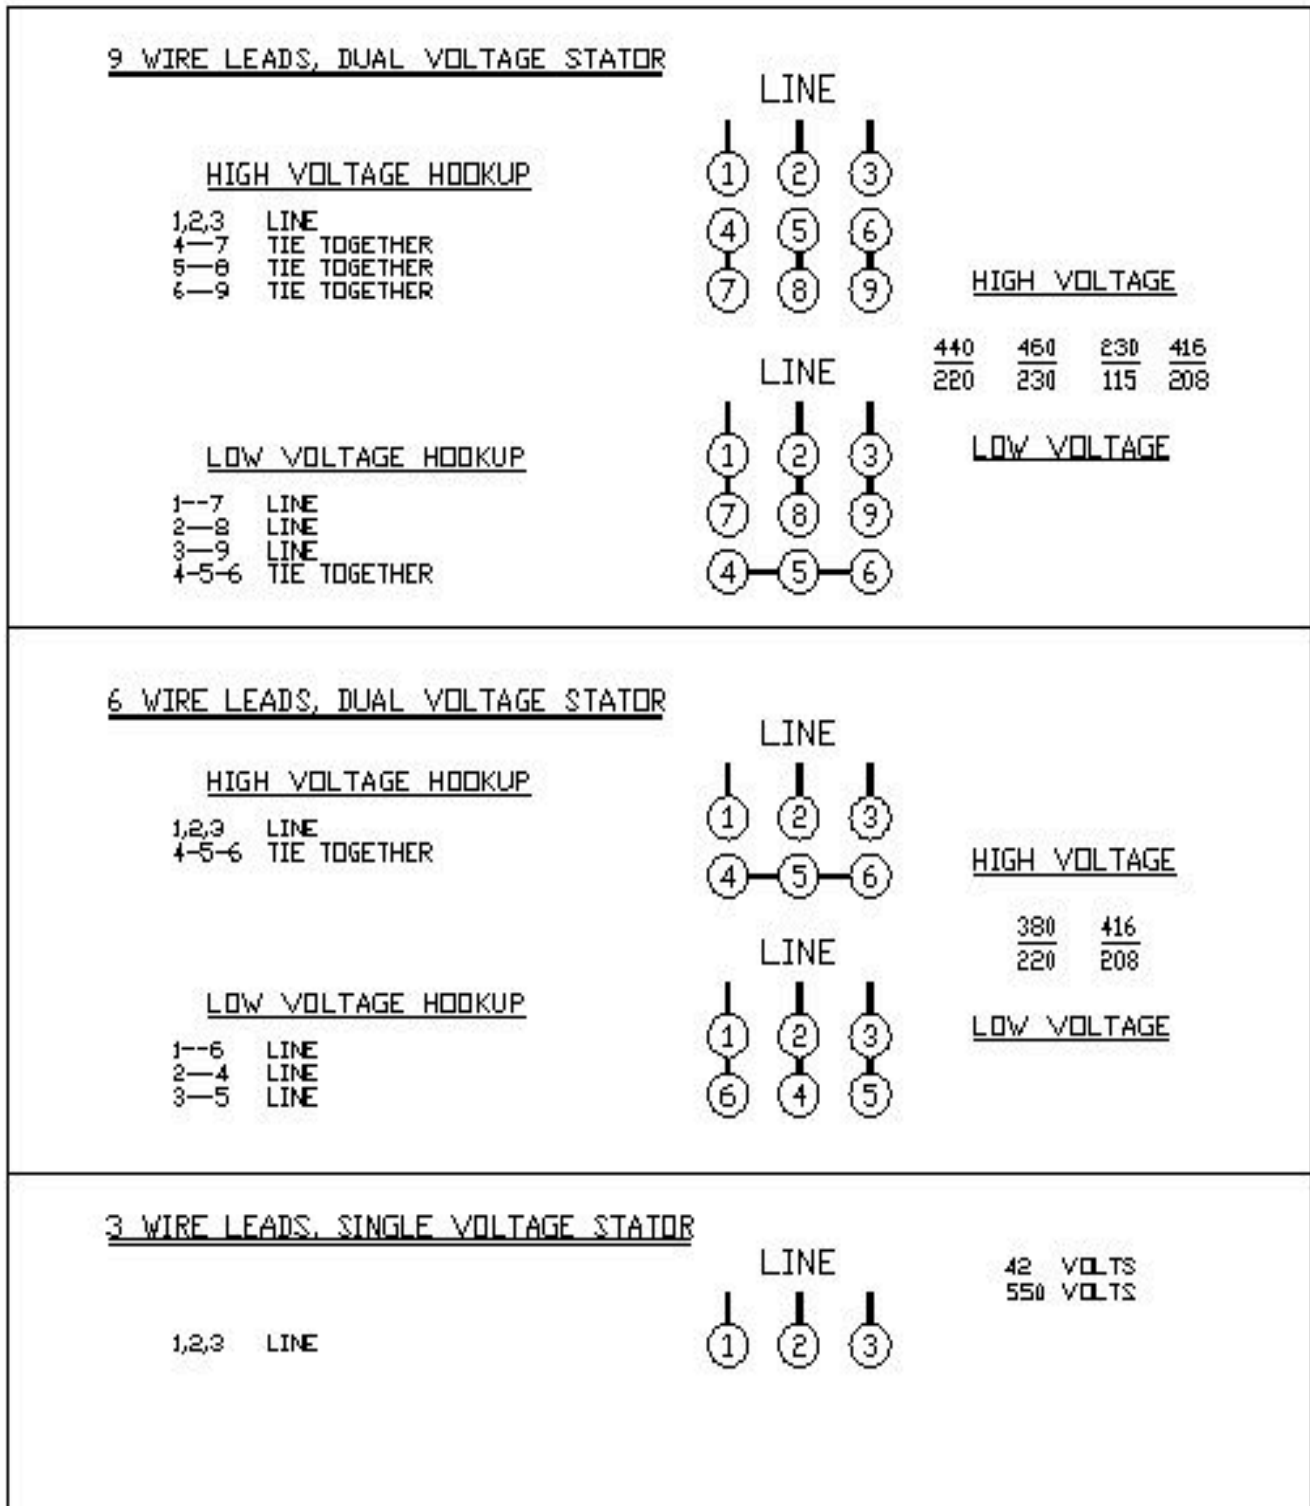 9 WIRE LEADS, DUAL VOLTAGE STATOR
LINE
HIGH VOLTAGE HOOKUP
1 2 3
1,2,3 LINE
4--7 TIE TOGETHER
5--8 TIE TOGETHER
6--9 TIE TOGETHER
4 5 6
7 8 9
HIGH VOLTAGE
440 460 230 416
220 230 115 208
LOW VOLTAGE
LINE
LOW VOLTAGE HOOKUP
1 2 3
1--7 LINE
2--8 LINE
3--9 LINE
4-5-6 TIE TOGETHER
7 8 9
4 5 6
6 WIRE LEADS, DUAL VOLTAGE STATOR
LINE
HIGH VOLTAGE HOOKUP
1,2,3 LINE
4-5-6 TIE TOGETHER
1 2 3
4 5 6
HIGH VOLTAGE
380 416
220 208
LOW VOLTAGE
LINE
LOW VOLTAGE HOOKUP
1--6 LINE
2--4 LINE
3--5 LINE
1 2 3
6 4 5
3 WIRE LEADS, SINGLE VOLTAGE STATOR
LINE
42 VOLTS
550 VOLTS
1,2,3 LINE
1 2 3